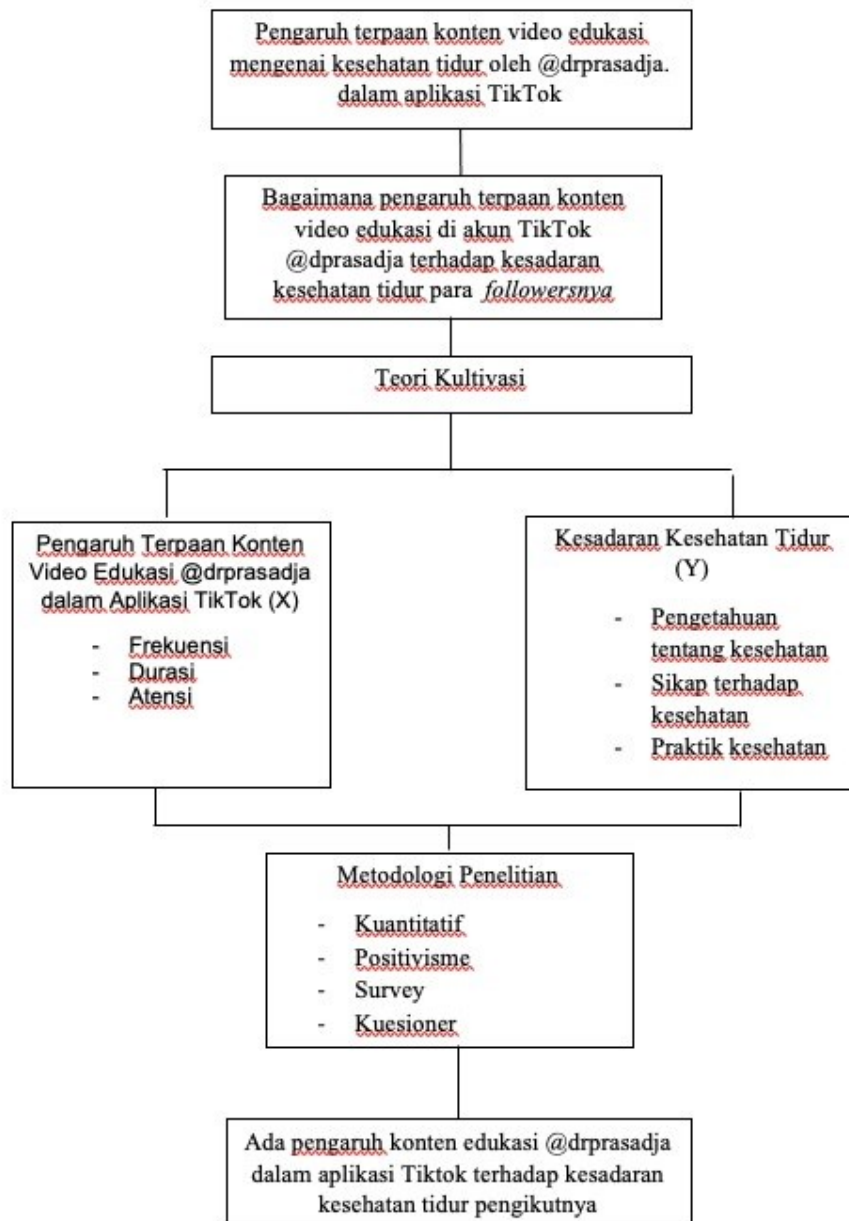 Pengaruh terpaan konten video edukasi
mengenai kesehatan tidur oleh @drprasadja.
dalam aplikasi TikTok
Bagaimana pengaruh terpaan konten
video edukasi di akun TikTok
@dprasadja terhadap kesadaran
kesehatan tidur para followersnya
Teori Kultivasi
Pengaruh Terpaan Konten
Video Edukasi @drprasadja
dalam Aplikasi TikTok (X)
- Frekuensi
- Durasi
- Atensi
Kesadaran Kesehatan Tidur
(Y)
- Pengetahuan
tentang kesehatan
- Sikap terhadap
kesehatan
- Praktik kesehatan
Metodologi Penelitian
- Kuantitatif
- Positivisme
- Survey
- Kuesioner
Ada pengaruh konten edukasi @drprasadja
dalam aplikasi Tiktok terhadap kesadaran
kesehatan tidur pengikutnya